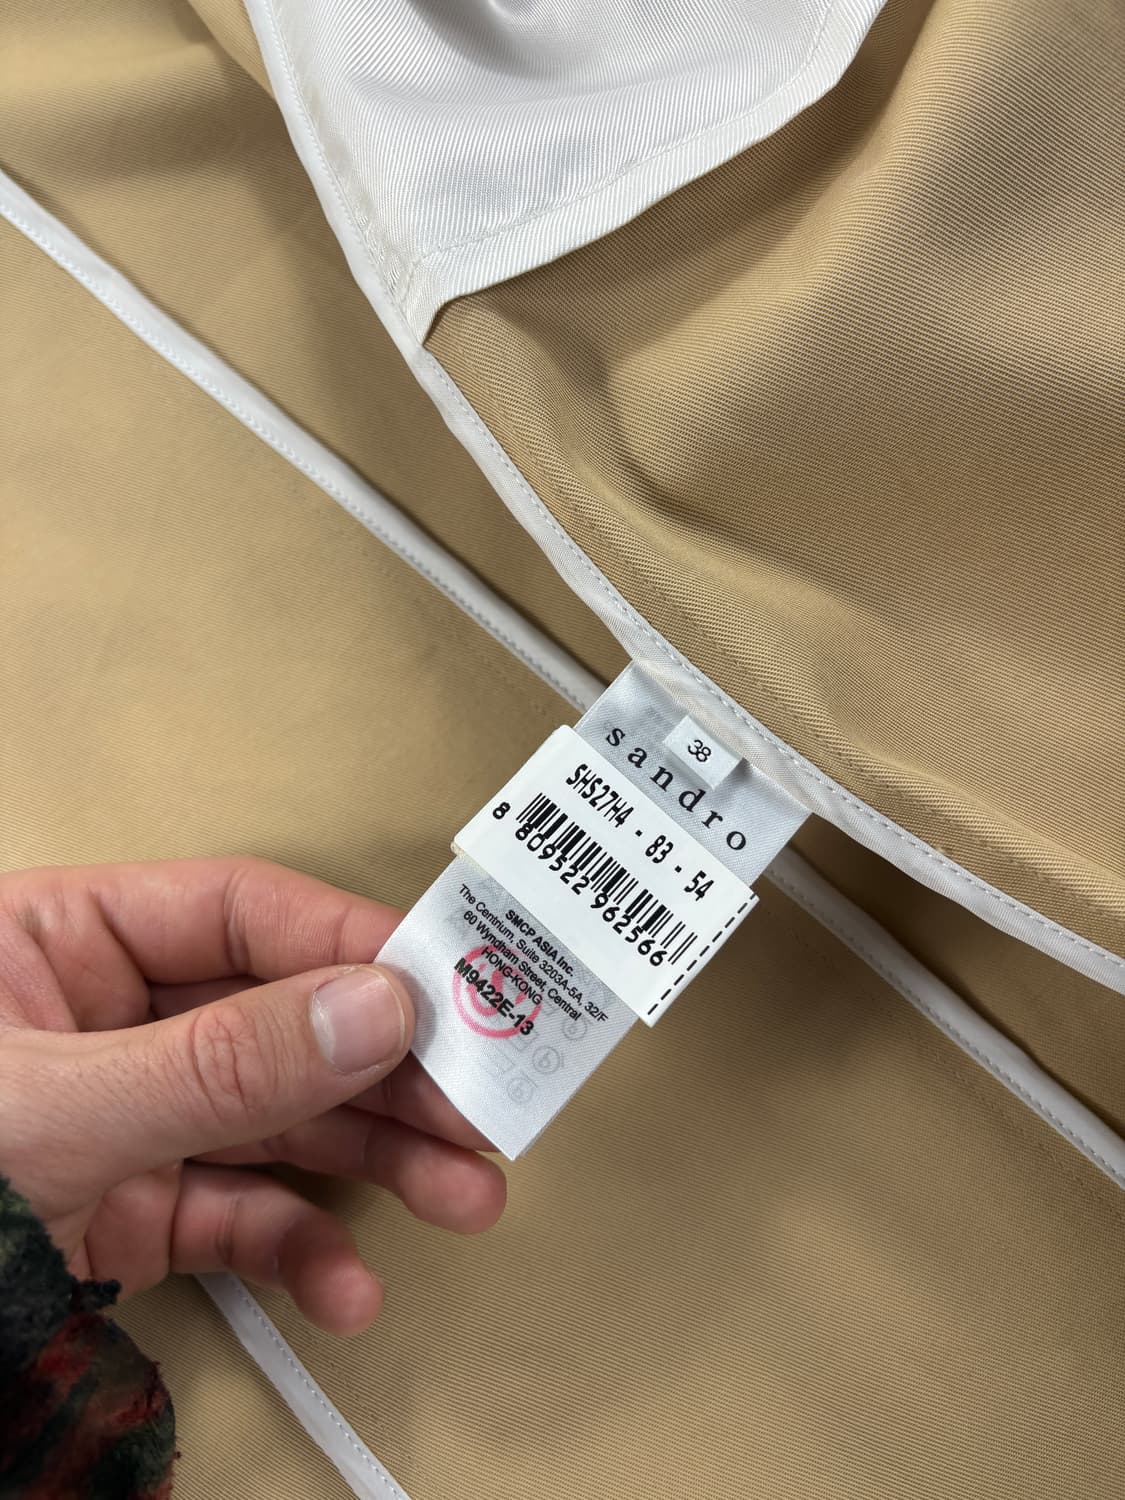 38
sandro
SHS27H4 - 83 - 54
8 809522 962566
SMCP ASIA Inc.
The Centrium, Suite 3203A-5A, 32/F
60 Wyndham Street, Central
HONG-KONG
M9422E-13